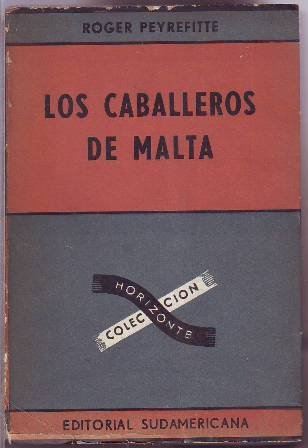 ROGER PEYREFITTE
LOS CABALLEROS
DE MALTA
COLECCION
HORIZONTE
EDITORIAL SUDAMERICANA